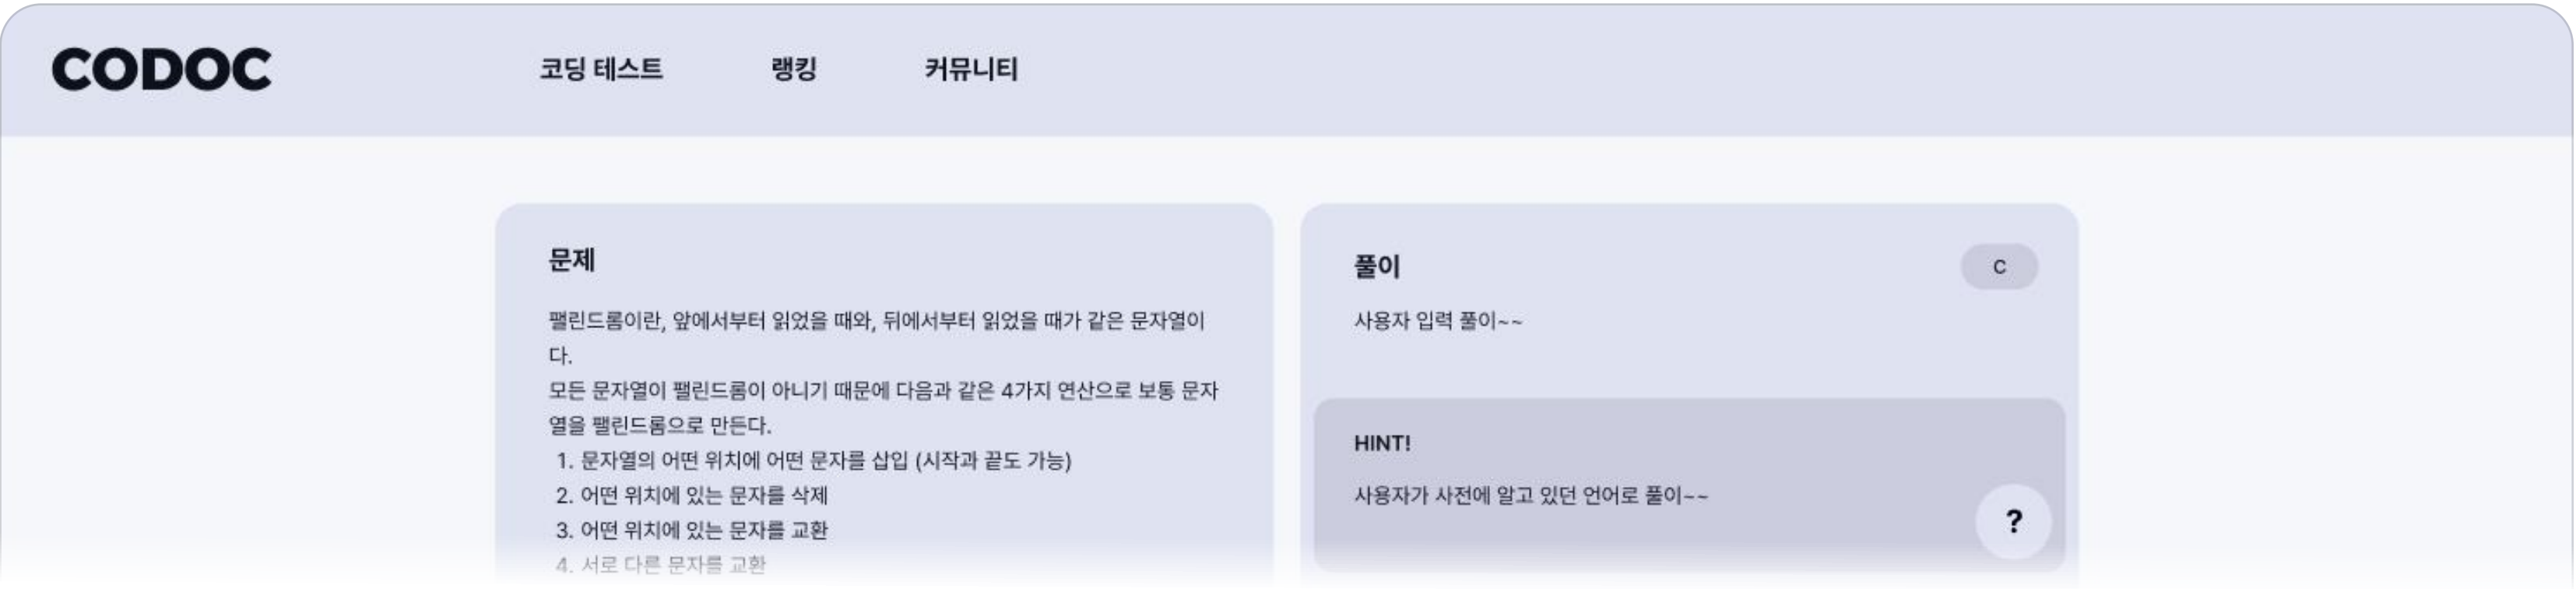 CODOC
코딩 테스트
랭킹
커뮤니티
문제
팰린드롬이란, 앞에서부터 읽었을 때와, 뒤에서부터 읽었을 때가 같은 문자열이
다.
모든 문자열이 팰린드롬이 아니기 때문에 다음과 같은 4가지 연산으로 보통 문자
열을 팰린드롬으로 만든다.
1. 문자열의 어떤 위치에 어떤 문자를 삽입 (시작과 끝도 가능)
2. 어떤 위치에 있는 문자를 삭제
3. 어떤 위치에 있는 문자를 교환
4. 서로 다른 문자를 교환
풀이
C
사용자 입력 풀이~~
HINT!
사용자가 사전에 알고 있던 언어로 풀이~~
?